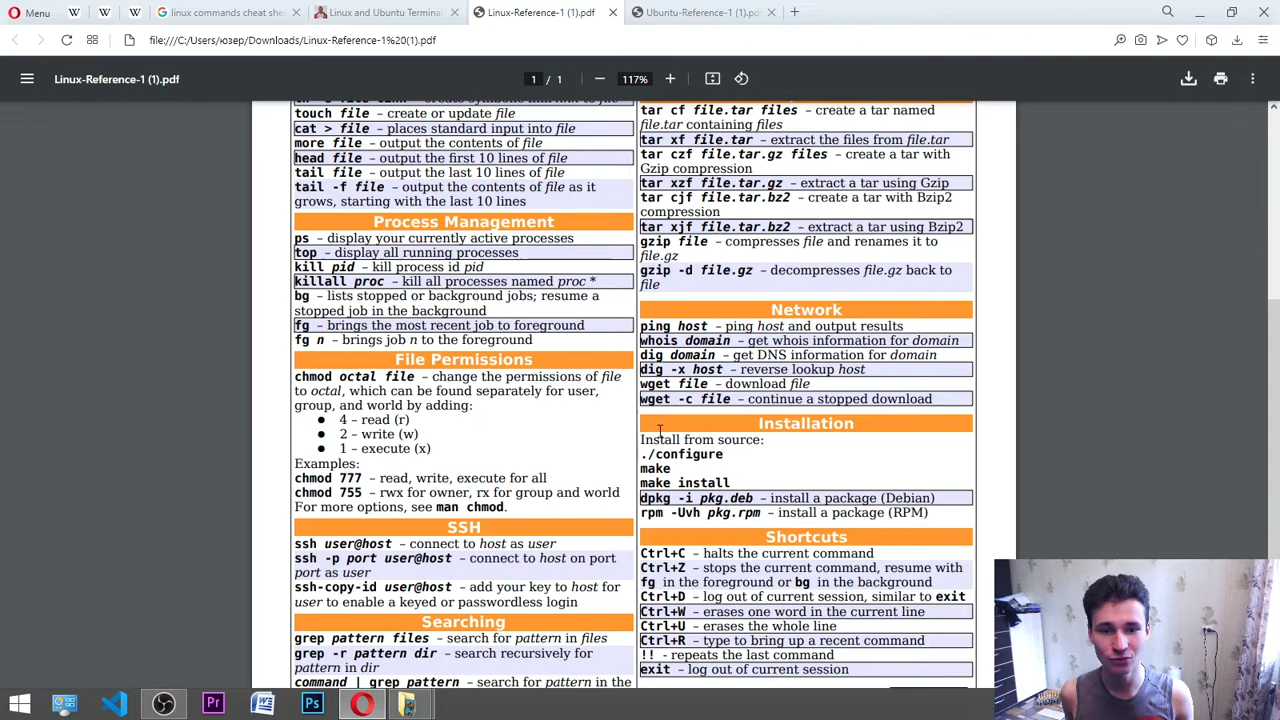 Menu
linux commands cheat she
Linux and Ubuntu Terminal
Linux-Reference-1 (1).pdf
Ubuntu-Reference-1 (1).pd
file:///C:/Users/юзер/Downloads/Linux-Reference-1%20(1).pdf
Linux-Reference-1 (1).pdf
1 / 1
117%
touch file – create or update file
cat > file – places standard input into file
more file – output the contents of file
head file – output the first 10 lines of file
tail file – output the last 10 lines of file
tail -f file – output the contents of file as it
grows, starting with the last 10 lines
Process Management
ps – display your currently active processes
top – display all running processes
kill pid – kill process id pid
killall proc – kill all processes named proc *
bg – lists stopped or background jobs; resume a
stopped job in the background
fg – brings the most recent job to foreground
fg n – brings job n to the foreground
File Permissions
chmod octal file – change the permissions of file
to octal, which can be found separately for user,
group, and world by adding:
● 4 – read (r)
● 2 – write (w)
● 1 – execute (x)
Examples:
chmod 777 – read, write, execute for all
chmod 755 – rwx for owner, rx for group and world
For more options, see man chmod.
SSH
ssh user@host – connect to host as user
ssh -p port user@host – connect to host on port
port as user
ssh-copy-id user@host – add your key to host for
user to enable a keyed or passwordless login
Searching
grep pattern files – search for pattern in files
grep -r pattern dir – search recursively for
pattern in dir
command | grep pattern – search for pattern in the
tar cf file.tar files – create a tar named
file.tar containing files
tar xf file.tar – extract the files from file.tar
tar czf file.tar.gz files – create a tar with
Gzip compression
tar xzf file.tar.gz – extract a tar using Gzip
tar cjf file.tar.bz2 – create a tar with Bzip2
compression
tar xjf file.tar.bz2 – extract a tar using Bzip2
gzip file – compresses file and renames it to
file.gz
gzip -d file.gz – decompresses file.gz back to
file
Network
ping host – ping host and output results
whois domain – get whois information for domain
dig domain – get DNS information for domain
dig -x host – reverse lookup host
wget file – download file
wget -c file – continue a stopped download
Installation
Install from source:
./configure
make
make install
dpkg -i pkg.deb – install a package (Debian)
rpm -Uvh pkg.rpm – install a package (RPM)
Shortcuts
Ctrl+C – halts the current command
Ctrl+Z – stops the current command, resume with
fg in the foreground or bg in the background
Ctrl+D – log out of current session, similar to exit
Ctrl+W – erases one word in the current line
Ctrl+U – erases the whole line
Ctrl+R – type to bring up a recent command
!! - repeats the last command
exit – log out of current session